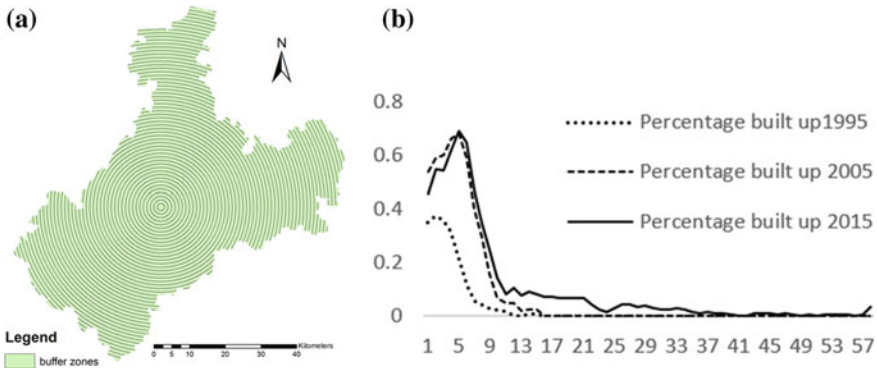 (a)
N
Legend
buffer zones
0 2 5 10 20 30 40
Kilometers
(b)
0.8
0.6
0.4
0.2
0
Percentage built up1995
Percentage built up 2005
Percentage built up 2015
1 5 9 13 17 21 25 29 33 37 41 45 49 53 57